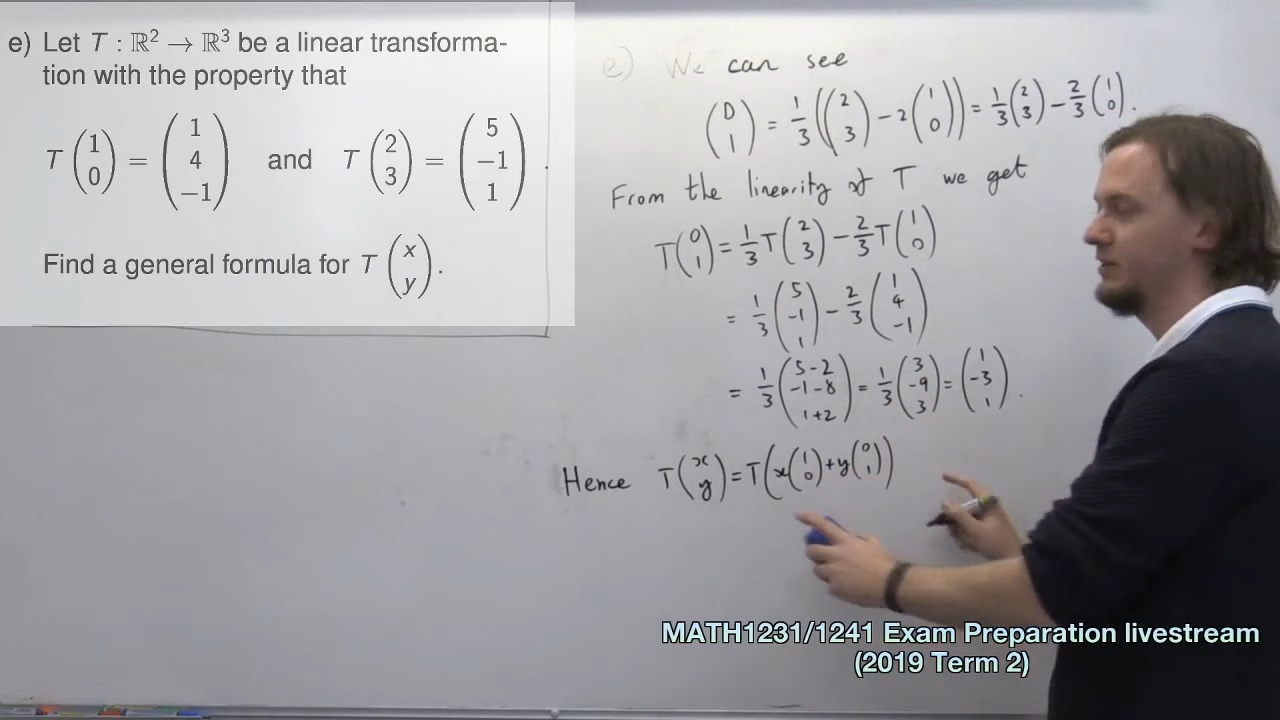 e) Let T : ℝ² → ℝ³ be a linear transforma-
tion with the property that
T (1 0) = (1 4 −1) and T (2 3) = (5 −1 1) .
Find a general formula for T (x y).
e) We can see
(0 1) = 1/3 ((2 3) − 2 (1 0)) = 1/3 (2 3) − 2/3 (1 0).
From the linearity of T we get
T (0 1) = 1/3 T (2 3) − 2/3 T (1 0)
= 1/3 (5 −1 1) − 2/3 (1 4 −1)
= 1/3 (5−2 −1−8 1+2) = 1/3 (3 −9 3) = (1 −3 1).
Hence T (x y) = T (x (1 0) + y (0 1))
MATH1231/1241 Exam Preparation livestream
(2019 Term 2)